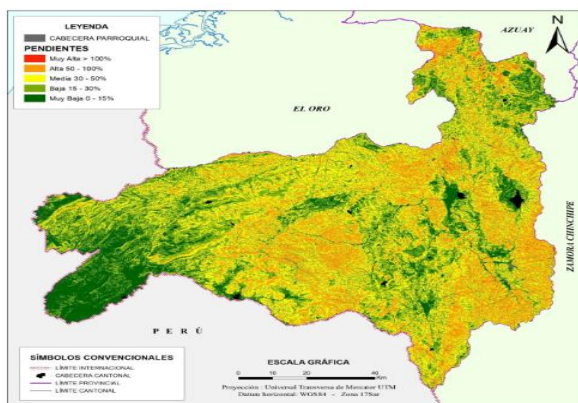 LEYENDA
CABECERA PARROQUIAL
PENDIENTES
Muy Alta > 100%
Alta 50 - 100%
Media 30 - 50%
Baja 15 - 30%
Muy Baja 0 - 15%
AZUAY
N
EL ORO
ZAMORA CHINCHIPE
PERÚ
SÍMBOLOS CONVENCIONALES
LÍMITE INTERNACIONAL
CABECERA CANTONAL
LÍMITE PROVINCIAL
LÍMITE CANTONAL
ESCALA GRÁFICA
0 10 20 40
Km
Proyección : Universal Transversa de Mercator UTM
Datum horizontal: WGS84 - Zona 17Sur